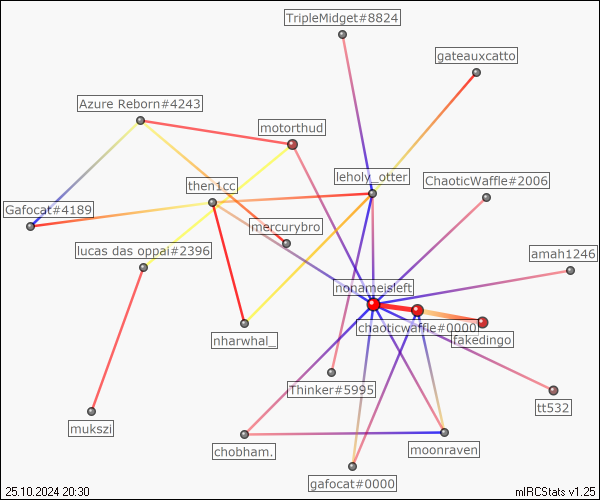 TripleMidget#8824
gateauxcatto
Azure Reborn#4243
motorthud
leholy_otter
ChaoticWaffle#2006
then1cc
Gafocat#4189
mercurybro
lucas das oppai#2396
amah1246
nonameisleft
chaoticwaffle#0000
fakedingo
nharwhal_
Thinker#5995
tt532
mukszi
chobham.
moonraven
gafocat#0000
25.10.2024 20:30
mIRCStats v1.25